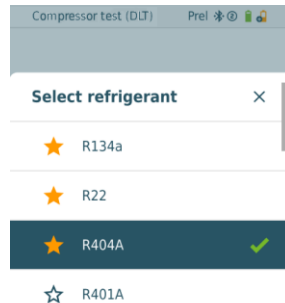 Compressor test (DLT) Prel
Select refrigerant
R134a
R22
R404A
R401A